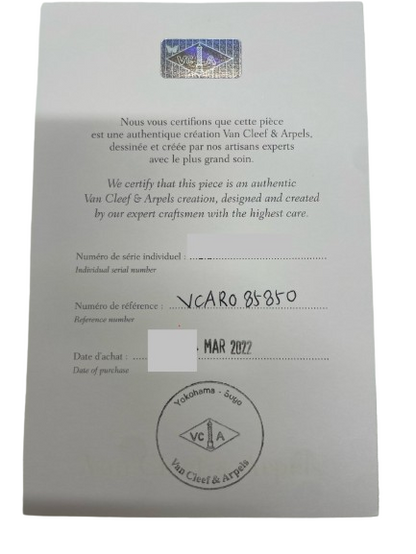 VC A
Nous vous certifions que cette pièce
est une authentique création Van Cleef & Arpels,
dessinée et créée par nos artisans experts
avec le plus grand soin.
We certify that this piece is an authentic
Van Cleef & Arpels creation, designed and created
by our expert craftsmen with the highest care.
Numéro de série individuel :
Individual serial number
Numéro de référence : VCARO85850
Reference number
Date d'achat : MAR 2022
Date of purchase
Yokohama - Sogo
VC A
Van Cleef & Arpels